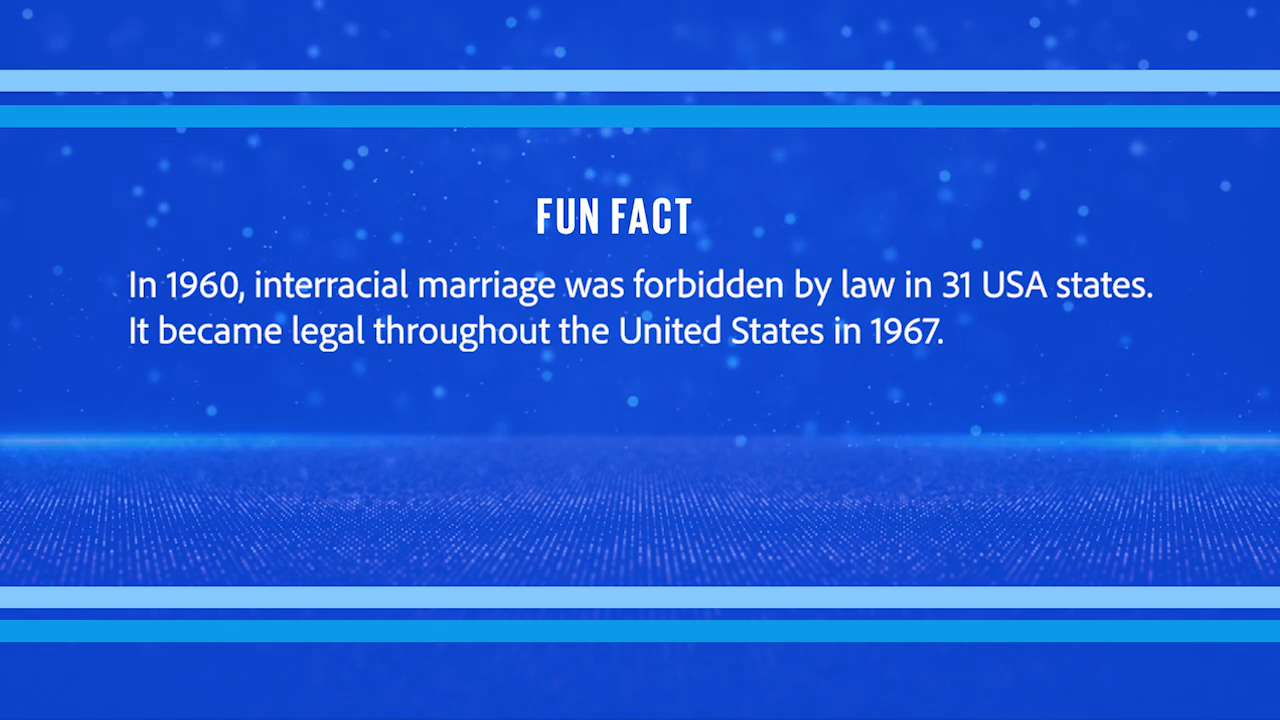 FUN FACT
In 1960, interracial marriage was forbidden by law in 31 USA states.
It became legal throughout the United States in 1967.